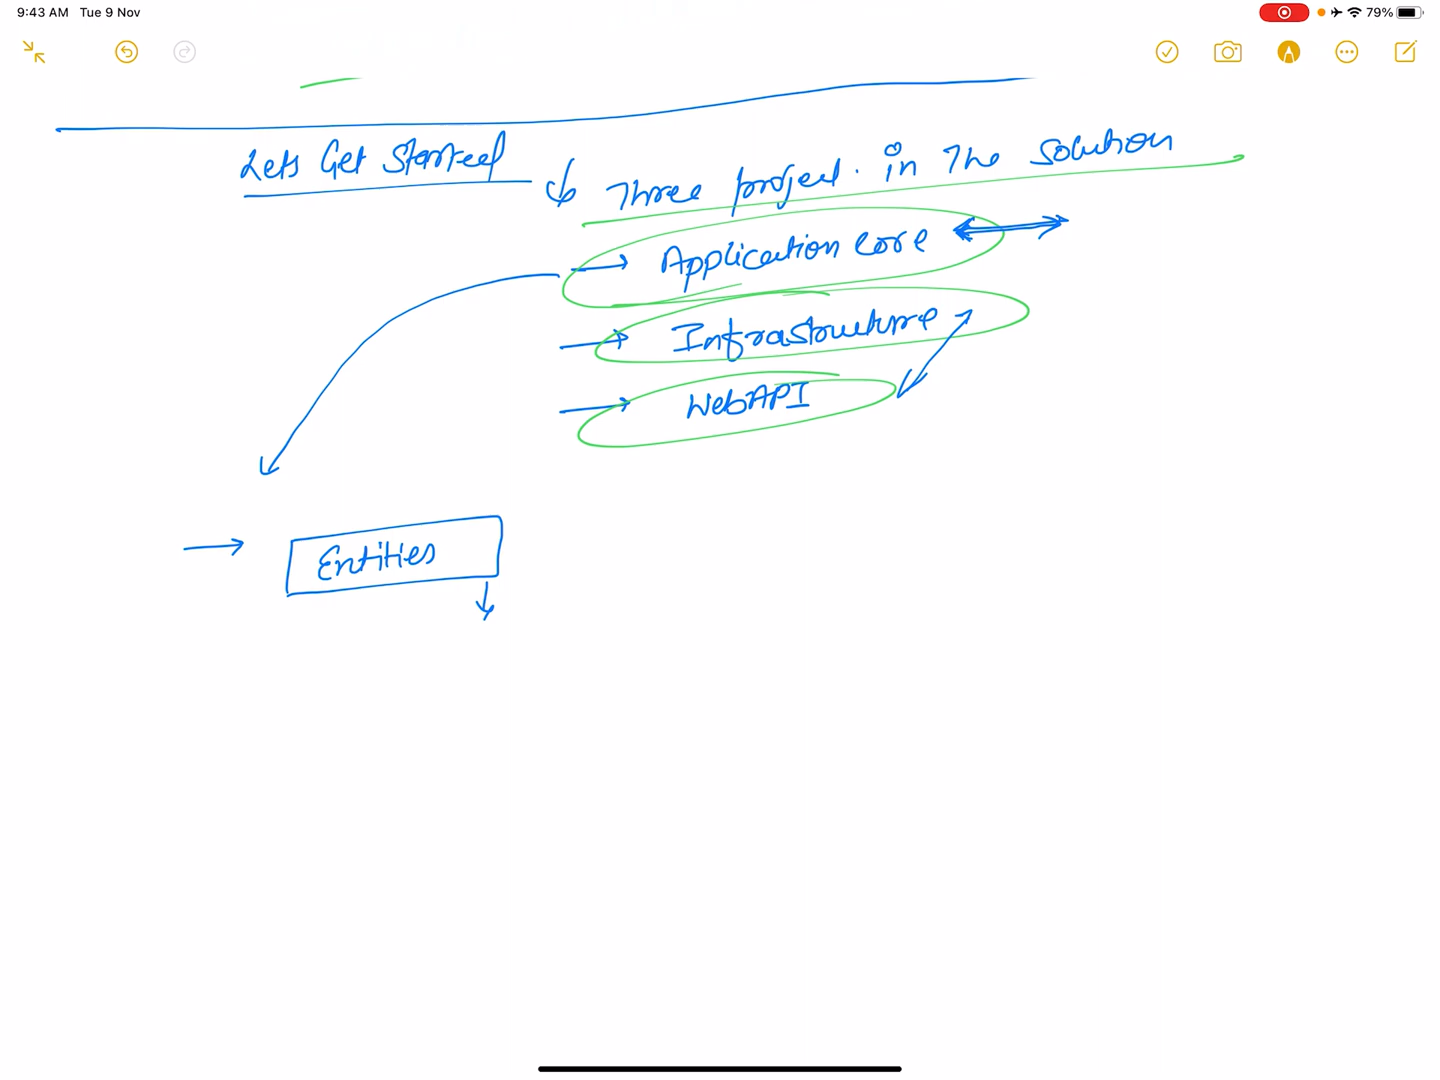 9:43 AM Tue 9 Nov
79%
Lets Get Started
Three project. in The Solution
Application Core
Infrastructure
WebAPI
Entities